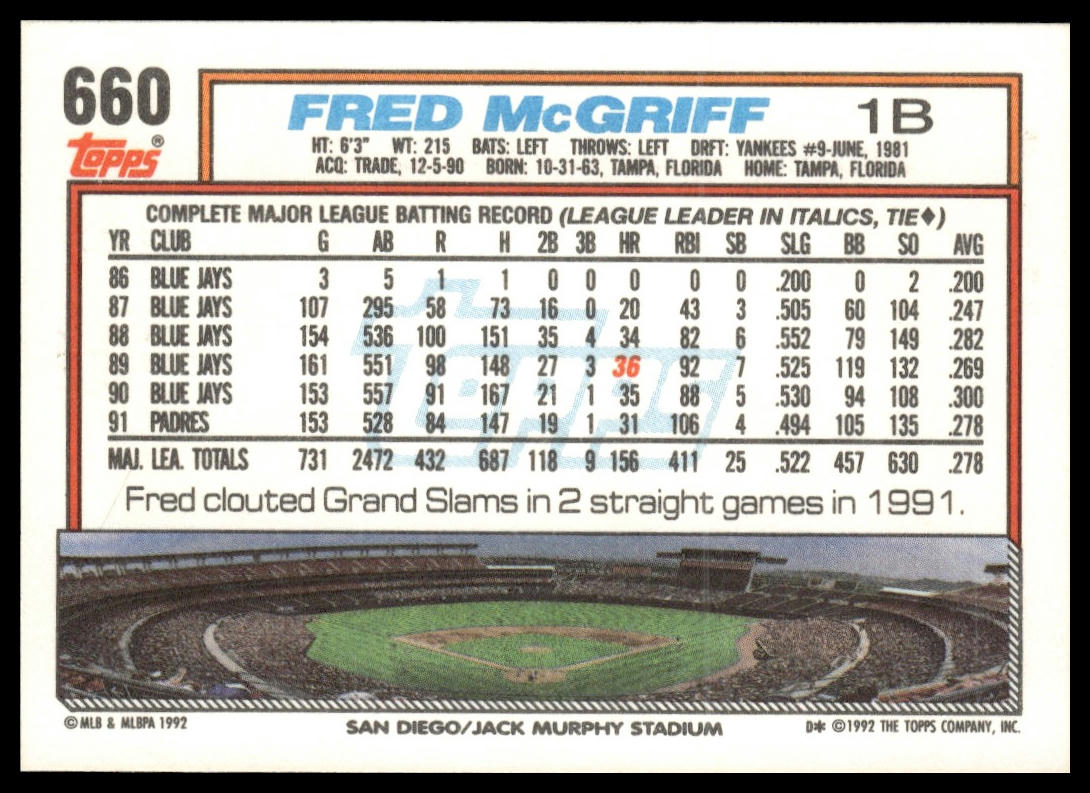 660
topps®
FRED McGRIFF 1B
HT: 6'3" WT: 215 BATS: LEFT THROWS: LEFT DRFT: YANKEES #9-JUNE, 1981
ACQ: TRADE, 12-5-90 BORN: 10-31-63, TAMPA, FLORIDA HOME: TAMPA, FLORIDA
COMPLETE MAJOR LEAGUE BATTING RECORD (LEAGUE LEADER IN ITALICS, TIE♦)
YR CLUB G AB R H 2B 3B HR RBI SB SLG BB SO AVG
86 BLUE JAYS 3 5 1 1 0 0 0 0 0 .200 0 2 .200
87 BLUE JAYS 107 295 58 73 16 0 20 43 3 .505 60 104 .247
88 BLUE JAYS 154 536 100 151 35 4 34 82 6 .552 79 149 .282
89 BLUE JAYS 161 551 98 148 27 3 36 92 7 .525 119 132 .269
90 BLUE JAYS 153 557 91 167 21 1 35 88 5 .530 94 108 .300
91 PADRES 153 528 84 147 19 1 31 106 4 .494 105 135 .278
MAJ. LEA. TOTALS 731 2472 432 687 118 9 156 411 25 .522 457 630 .278
topps
Fred clouted Grand Slams in 2 straight games in 1991.
© MLB & MLBPA 1992
SAN DIEGO/JACK MURPHY STADIUM
D* ©1992 THE TOPPS COMPANY, INC.